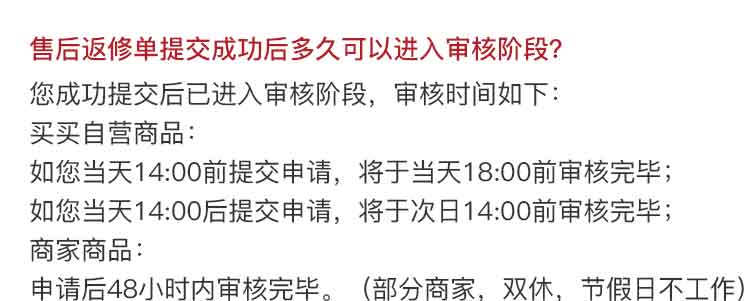 售后返修单提交成功后多久可以进入审核阶段？
您成功提交后已进入审核阶段，审核时间如下：
买买自营商品：
如您当天14:00前提交申请，将于当天18:00前审核完毕；
如您当天14:00后提交申请，将于次日14:00前审核完毕；
商家商品：
申请后48小时内审核完毕。（部分商家，双休，节假日不工作）